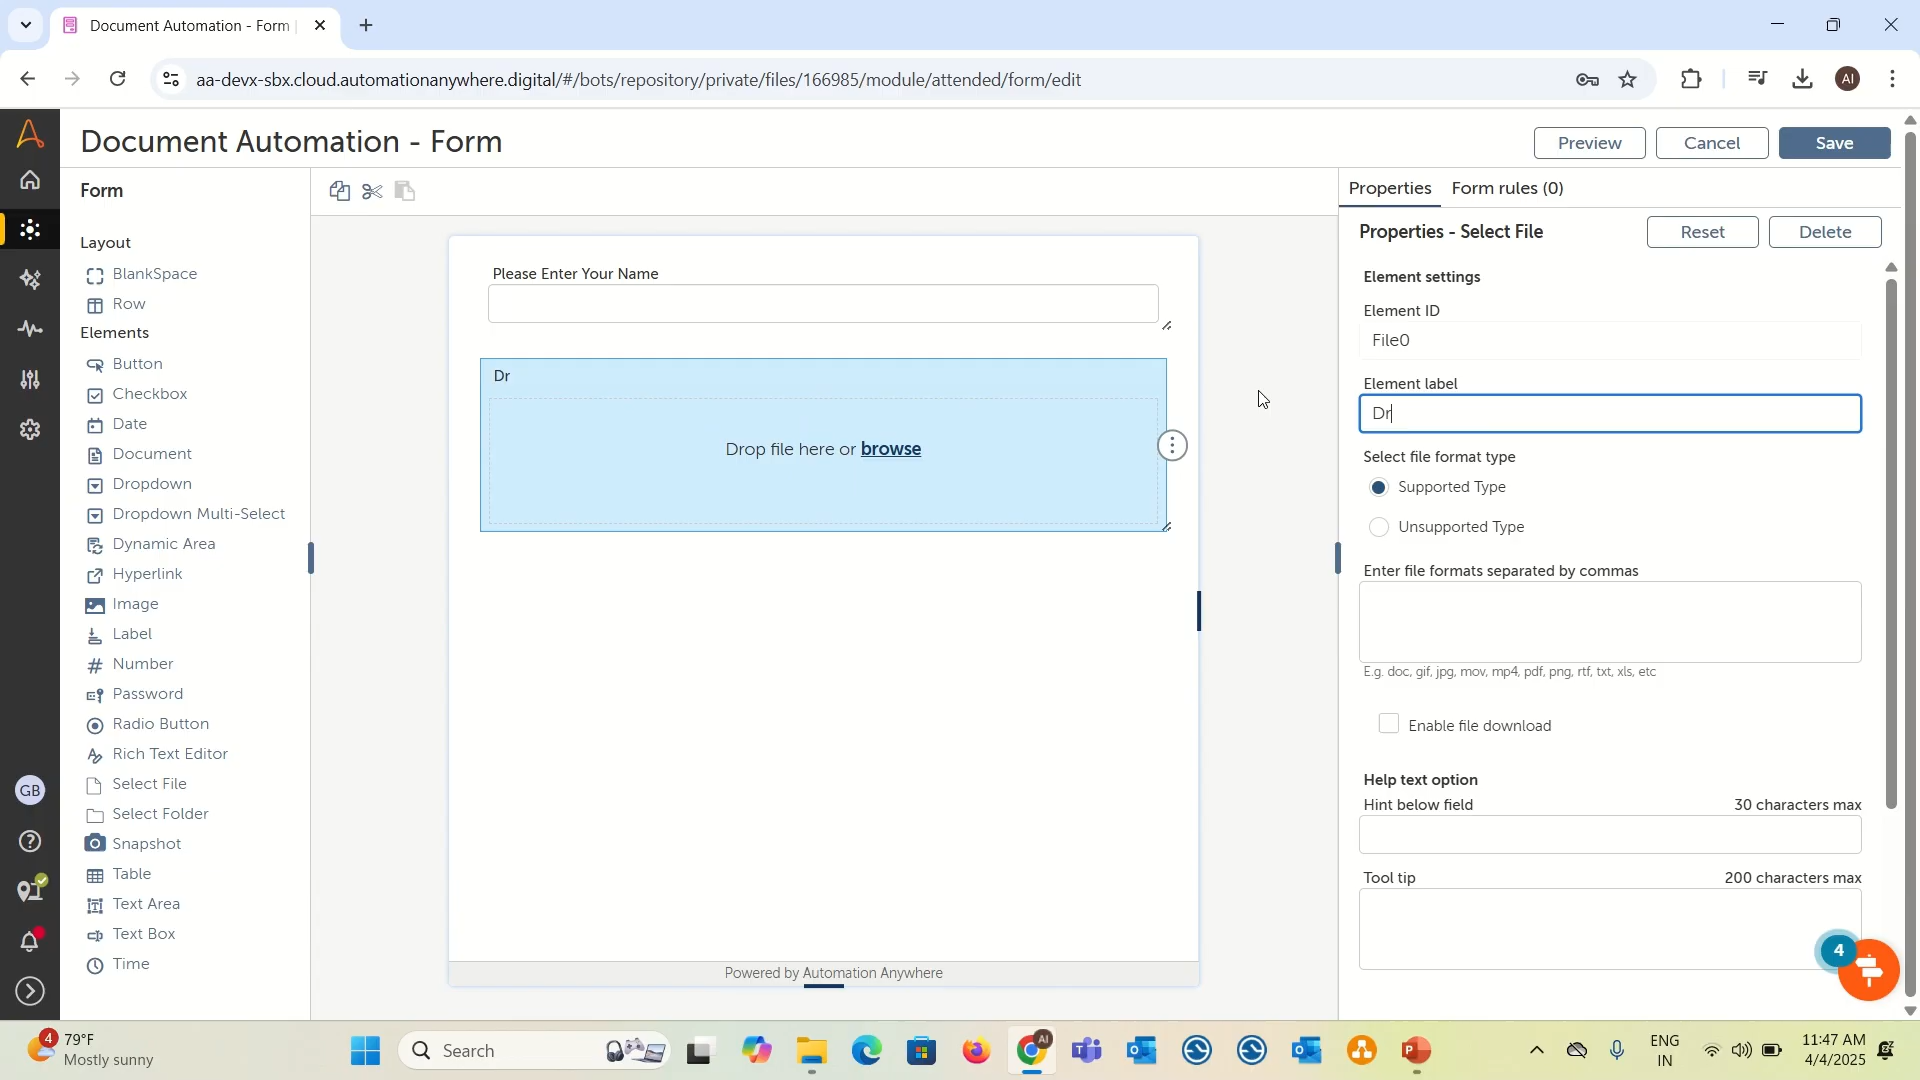 Document Automation - Form
aa-devx-sbx.cloud.automationanywhere.digital/#/bots/repository/private/files/166985/module/attended/form/edit
AI
Document Automation - Form
Preview
Cancel
Save
Form
Properties
Form rules (0)
Properties - Select File
Reset
Delete
Layout
BlankSpace
Row
Elements
Button
Checkbox
Date
Document
Dropdown
Dropdown Multi-Select
Dynamic Area
Hyperlink
Image
Label
Number
Password
Radio Button
Rich Text Editor
Select File
Select Folder
Snapshot
Table
Text Area
Text Box
Time
GB
Please Enter Your Name
Dr
Drop file here or browse
Powered by Automation Anywhere
Element settings
Element ID
File0
Element label
Dr
Select file format type
Supported Type
Unsupported Type
Enter file formats separated by commas
E.g. doc, gif, jpg, mov, mp4, pdf, png, rtf, txt, xls, etc
Enable file download
Help text option
Hint below field
30 characters max
Tool tip
200 characters max
4
4
79°F
Mostly sunny
Search
AI
ENG
IN
11:47 AM
4/4/2025